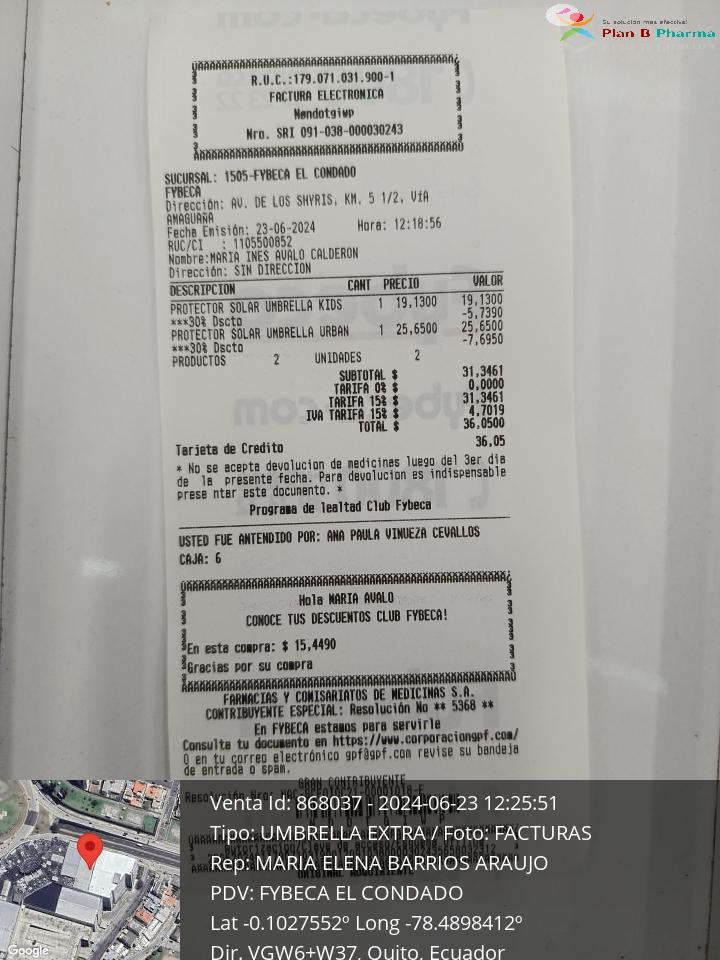 Su solución más efectiva!
Plan B Pharma
R.U.C.:179.071.031.900-1
FACTURA ELECTRONICA
Nmndotgiwp
Nro. SRI 091-038-000030243
SUCURSAL: 1505-FYBECA EL CONDADO
FYBECA
Dirección: AV. DE LOS SHYRIS, KM. 5 1/2, VíA
AMAGUAÑA
Fecha Emisión: 23-06-2024 Hora: 12:18:56
RUC/CI : 1105500852
Nombre:MARIA INES AVALO CALDERON
Dirección: SIN DIRECCION
DESCRIPCION CANT PRECIO VALOR
PROTECTOR SOLAR UMBRELLA KIDS 1 19,1300 19,1300
***30% Dscto -5,7390
PROTECTOR SOLAR UMBRELLA URBAN 1 25,6500 25,6500
***30% Dscto -7,6950
PRODUCTOS 2 UNIDADES 2
SUBTOTAL $ 31,3461
TARIFA 0% $ 0,0000
TARIFA 15% $ 31,3461
IVA TARIFA 15% $ 4,7019
TOTAL $ 36,0500
Tarjeta de Credito 36,05
* No se acepta devolucion de medicinas luego del 3er dia
de la presente fecha. Para devolucion es indispensable
prese ntar este documento. *
Programa de lealtad Club Fybeca
USTED FUE ANTENDIDO POR: ANA PAULA VINUEZA CEVALLOS
CAJA: 6
Hola MARIA AVALO
CONOCE TUS DESCUENTOS CLUB FYBECA!
En esta compra: $ 15,4490
Gracias por su compra
FARMACIAS Y COMISARIATOS DE MEDICINAS S.A.
CONTRIBUYENTE ESPECIAL: Resolución No ** 5368 **
En FYBECA estamos para servirle
Consulta tu documento en https://www.corporaciongpf.com/
O en tu correo electrónico gpf@gpf.com revise su bandeja
de entrada o spam.
GRAN CONTRIBUYENTE
Venta Id: 868037 - 2024-06-23 12:25:51
Tipo: UMBRELLA EXTRA / Foto: FACTURAS
Rep: MARIA ELENA BARRIOS ARAUJO
PDV: FYBECA EL CONDADO
Lat -0.1027552º Long -78.4898412º
Dir. VGW6+W37, Quito, Ecuador
Google